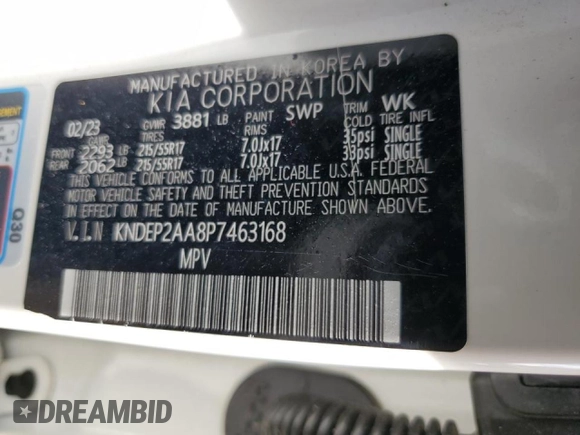 MANUFACTURED IN KOREA BY
KIA CORPORATION
02/23 GVWR 3881 LB PAINT SWP TRIM WK
GAWR TIRES RIMS COLD TIRE INFL
FRONT 2293 LB 215/55R17 7.0Jx17 35psi SINGLE
REAR 2062 LB 215/55R17 7.0Jx17 33psi SINGLE
THIS VEHICLE CONFORMS TO ALL APPLICABLE U.S.A. FEDERAL
MOTOR VEHICLE SAFETY AND THEFT PREVENTION STANDARDS
IN EFFECT ON THE DATE OF MANUFACTURE SHOWN ABOVE.
V.I.N KNDEP2AA8P7463168
MPV
Q30
DREAMBID